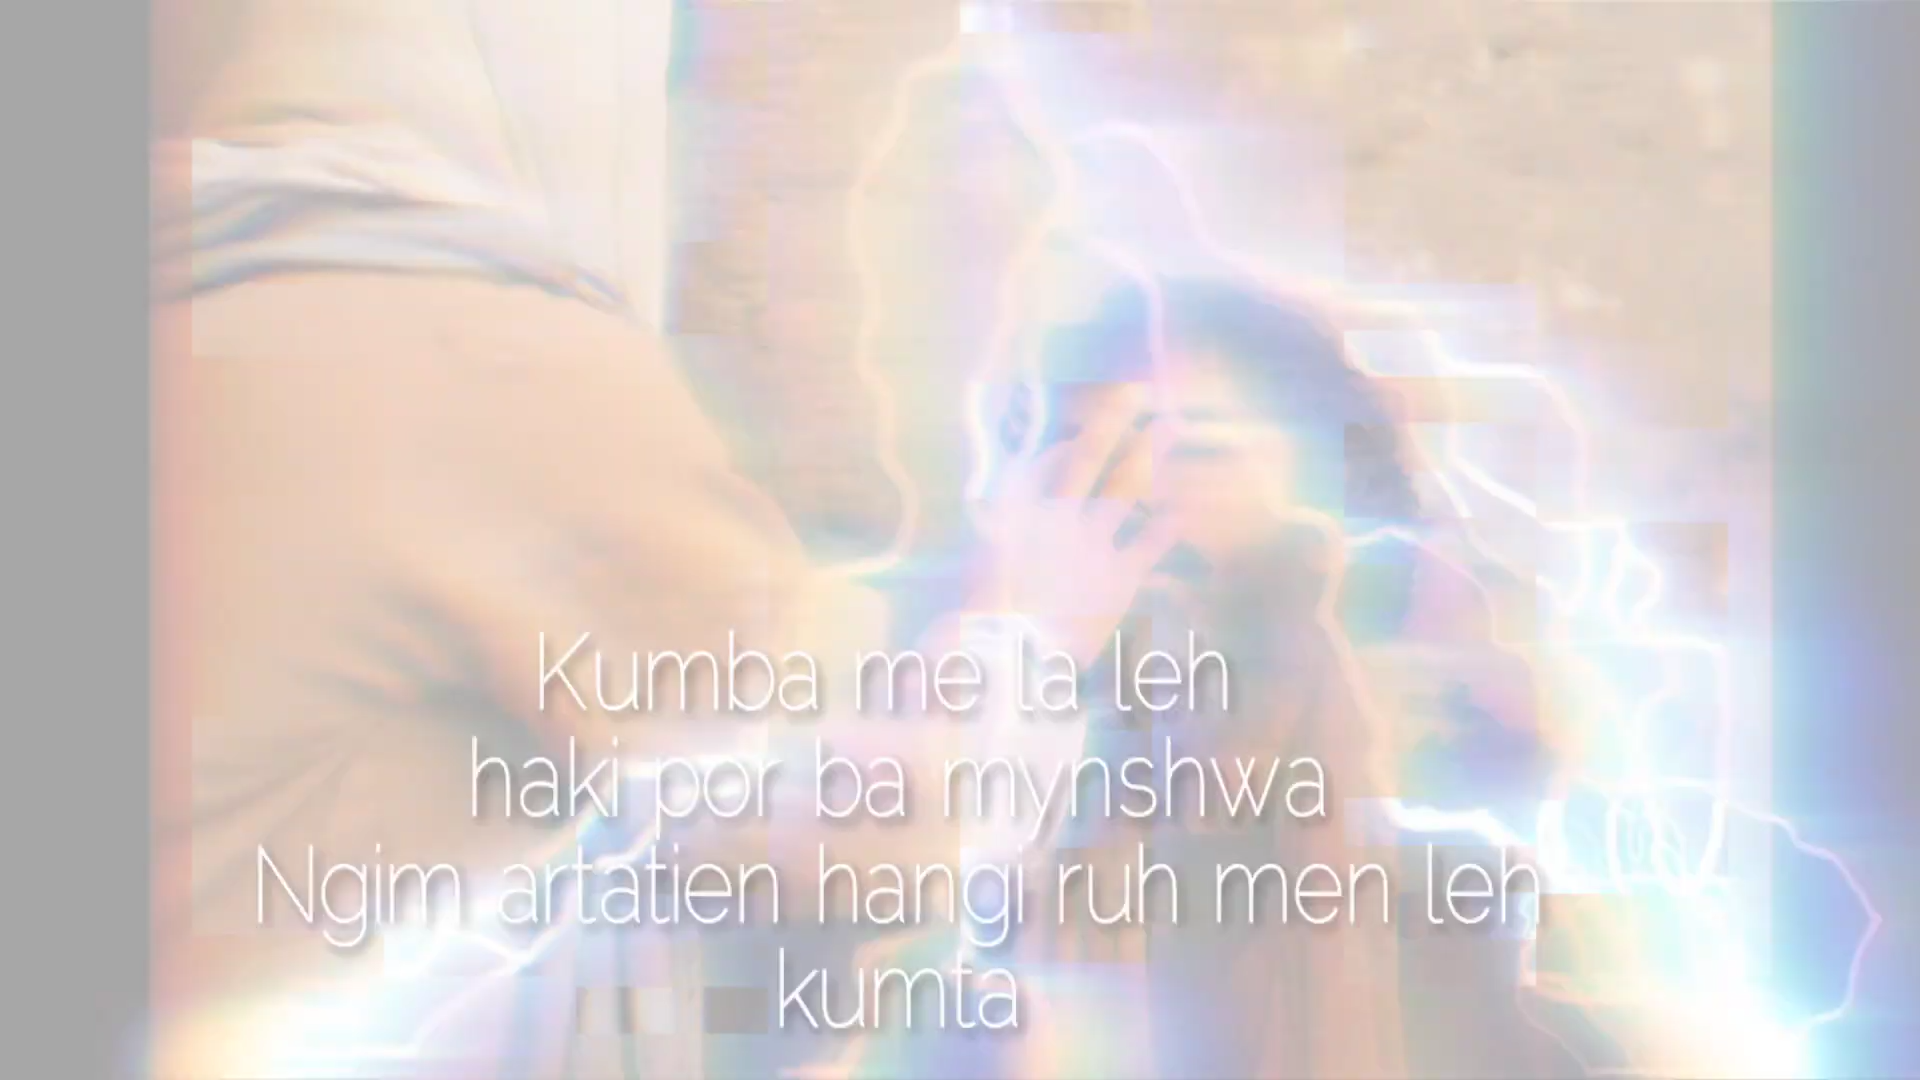 Kumba me la leh
haki por ba mynshwa
Ngim artatien hangi ruh men leh
kumta